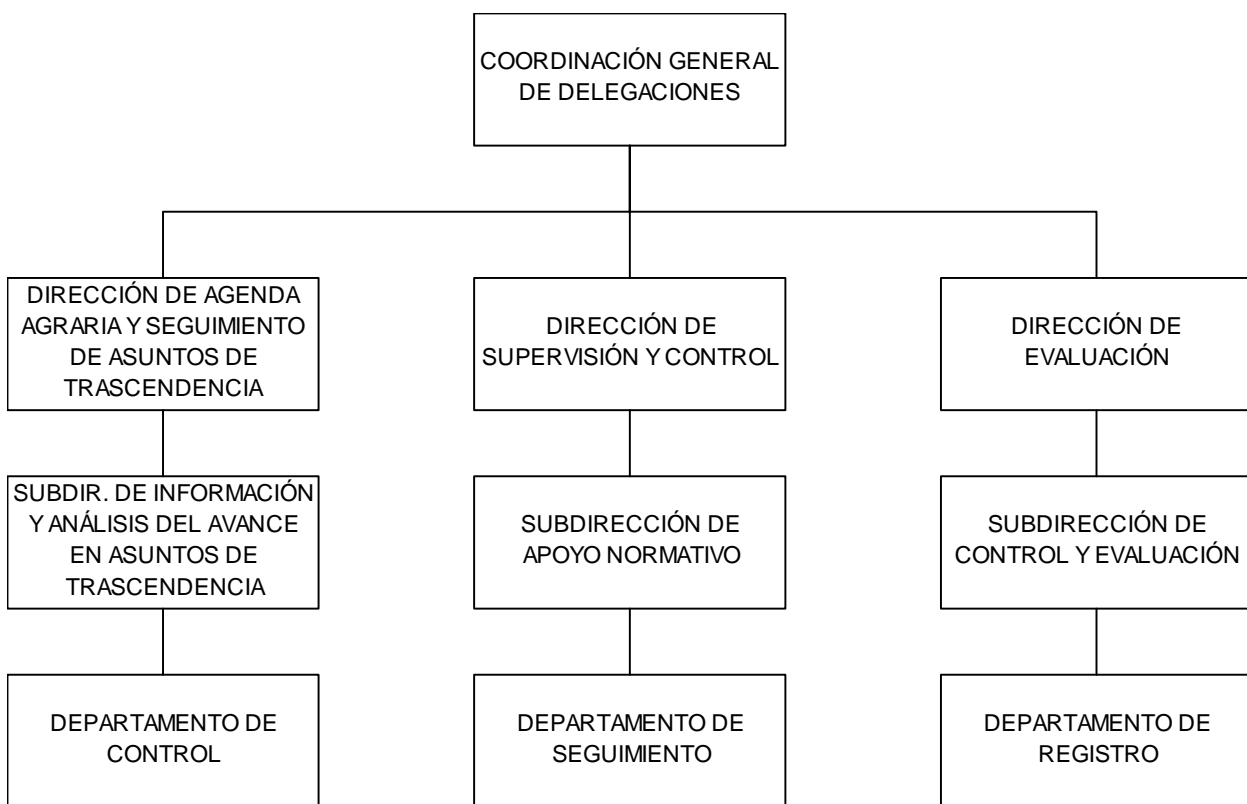 COORDINACIÓN GENERAL
DE DELEGACIONES
DIRECCIÓN DE AGENDA
AGRARIA Y SEGUIMIENTO
DE ASUNTOS DE
TRASCENDENCIA
DIRECCIÓN DE
SUPERVISIÓN Y CONTROL
DIRECCIÓN DE
EVALUACIÓN
SUBDIR. DE INFORMACIÓN
Y ANÁLISIS DEL AVANCE
EN ASUNTOS DE
TRASCENDENCIA
SUBDIRECCIÓN DE
APOYO NORMATIVO
SUBDIRECCIÓN DE
CONTROL Y EVALUACIÓN
DEPARTAMENTO DE
CONTROL
DEPARTAMENTO DE
SEGUIMIENTO
DEPARTAMENTO DE
REGISTRO